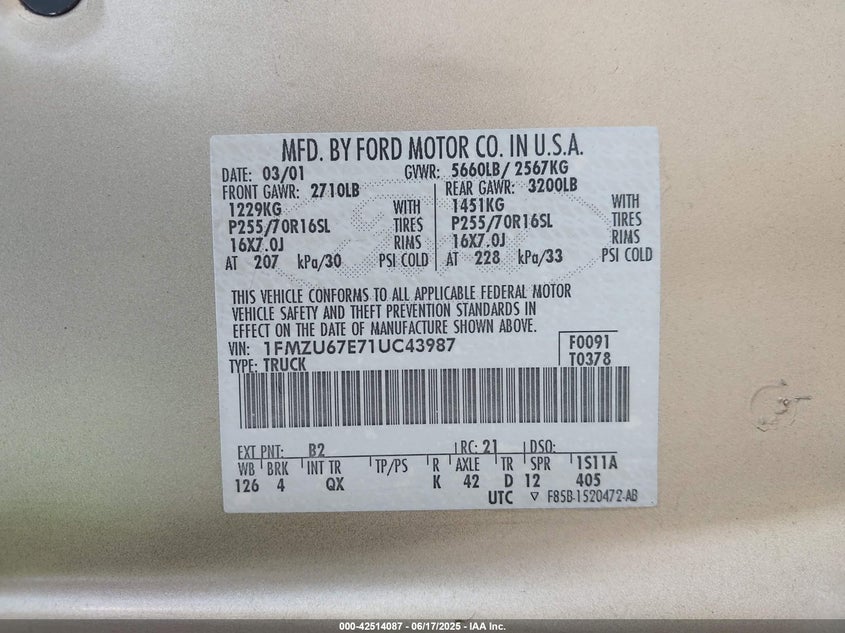 MFD. BY FORD MOTOR CO. IN U.S.A.
DATE: 03/01 GVWR: 5660LB/ 2567KG
FRONT GAWR: 2710LB REAR GAWR: 3200LB
1229KG WITH 1451KG WITH
P255/70R16SL TIRES P255/70R16SL TIRES
16X7.0J RIMS 16X7.0J RIMS
AT 207 kPa/30 PSI COLD AT 228 kPa/33 PSI COLD
THIS VEHICLE CONFORMS TO ALL APPLICABLE FEDERAL MOTOR
VEHICLE SAFETY AND THEFT PREVENTION STANDARDS IN
EFFECT ON THE DATE OF MANUFACTURE SHOWN ABOVE.
VIN: 1FMZU67E71UC43987 F0091
TYPE: TRUCK T0378
EXT PNT: B2 RC: 21 DSO:
WB BRK INT TR TP/PS R AXLE TR SPR 1S11A
126 4 QX K 42 D 12 405
UTC ▽ F85B-1520472-AB
000-42514087 - 06/17/2025 - IAA Inc.